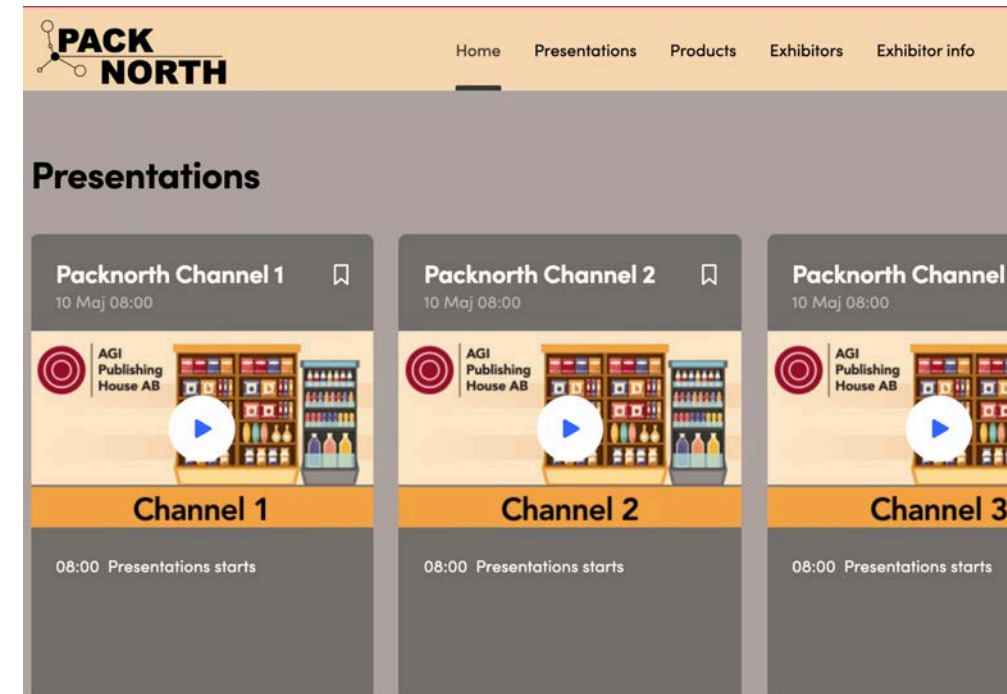 PACK
NORTH
Home Presentations Products Exhibitors Exhibitor info
Presentations
Packnorth Channel 1
10 Maj 08:00
AGI
Publishing
House AB
Channel 1
08:00 Presentations starts
Packnorth Channel 2
10 Maj 08:00
AGI
Publishing
House AB
Channel 2
08:00 Presentations starts
Packnorth Channel
10 Maj 08:00
AGI
Publishing
House AB
Channel 3
08:00 Presentations starts